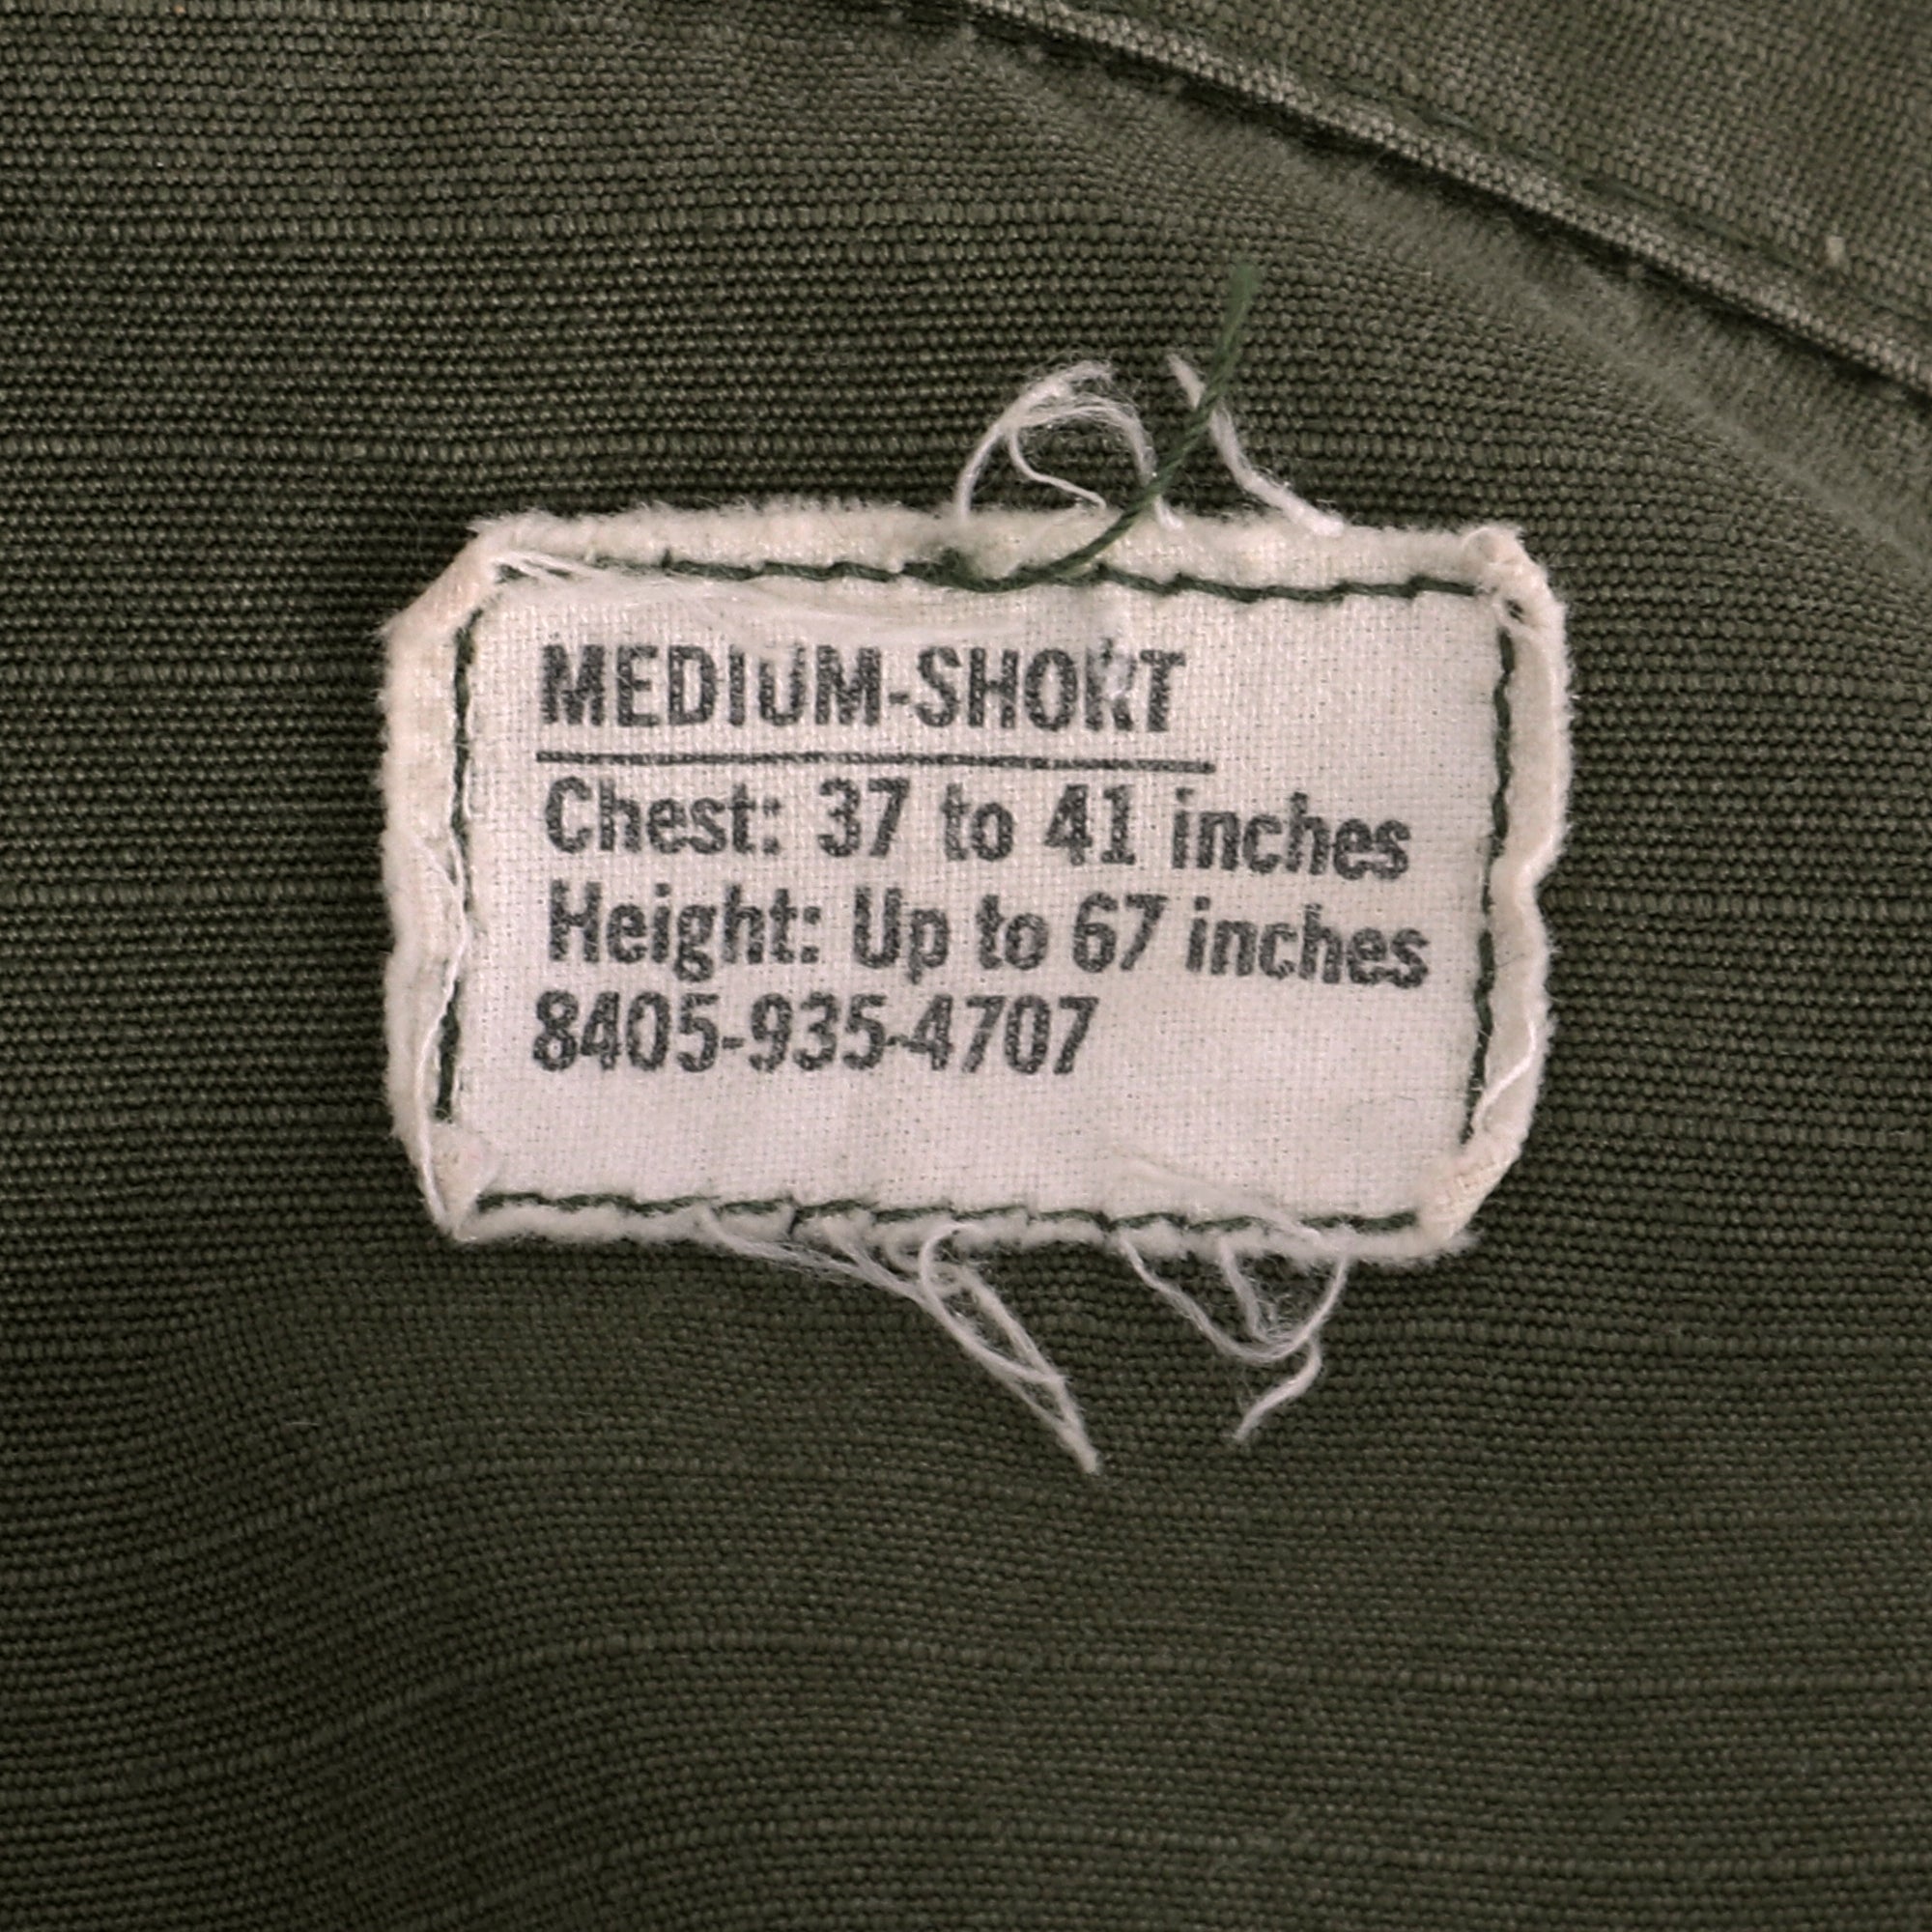 MEDIUM-SHORT
Chest: 37 to 41 inches
Height: Up to 67 inches
8405-935-4707